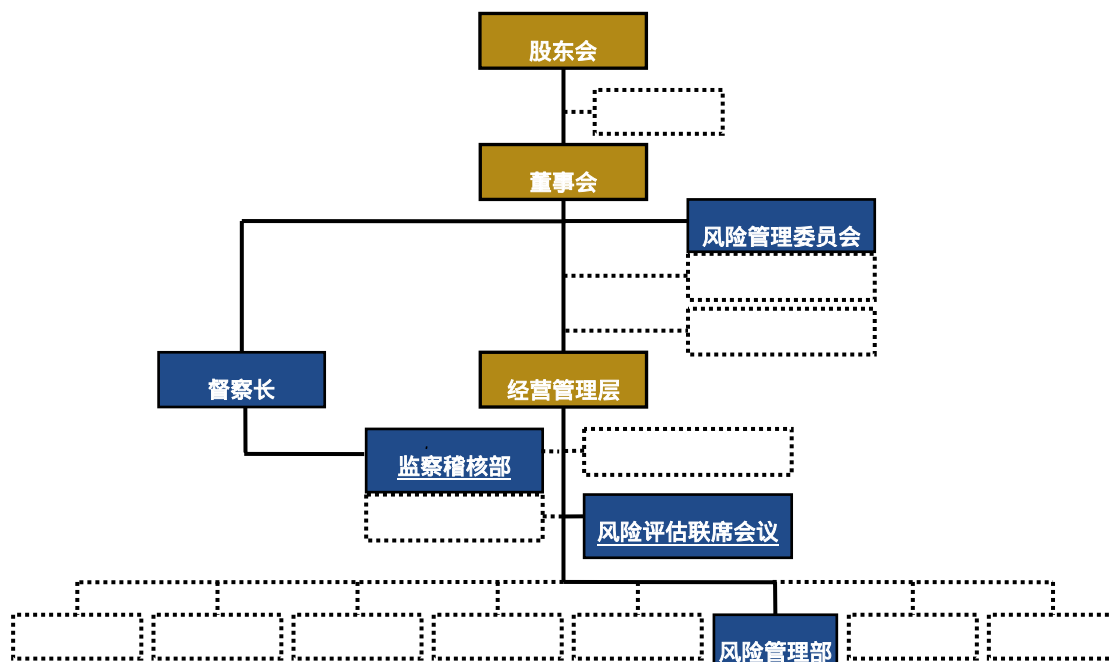 股东会
董事会
风险管理委员会
督察长
经营管理层
监察稽核部
风险评估联席会议
风险管理部